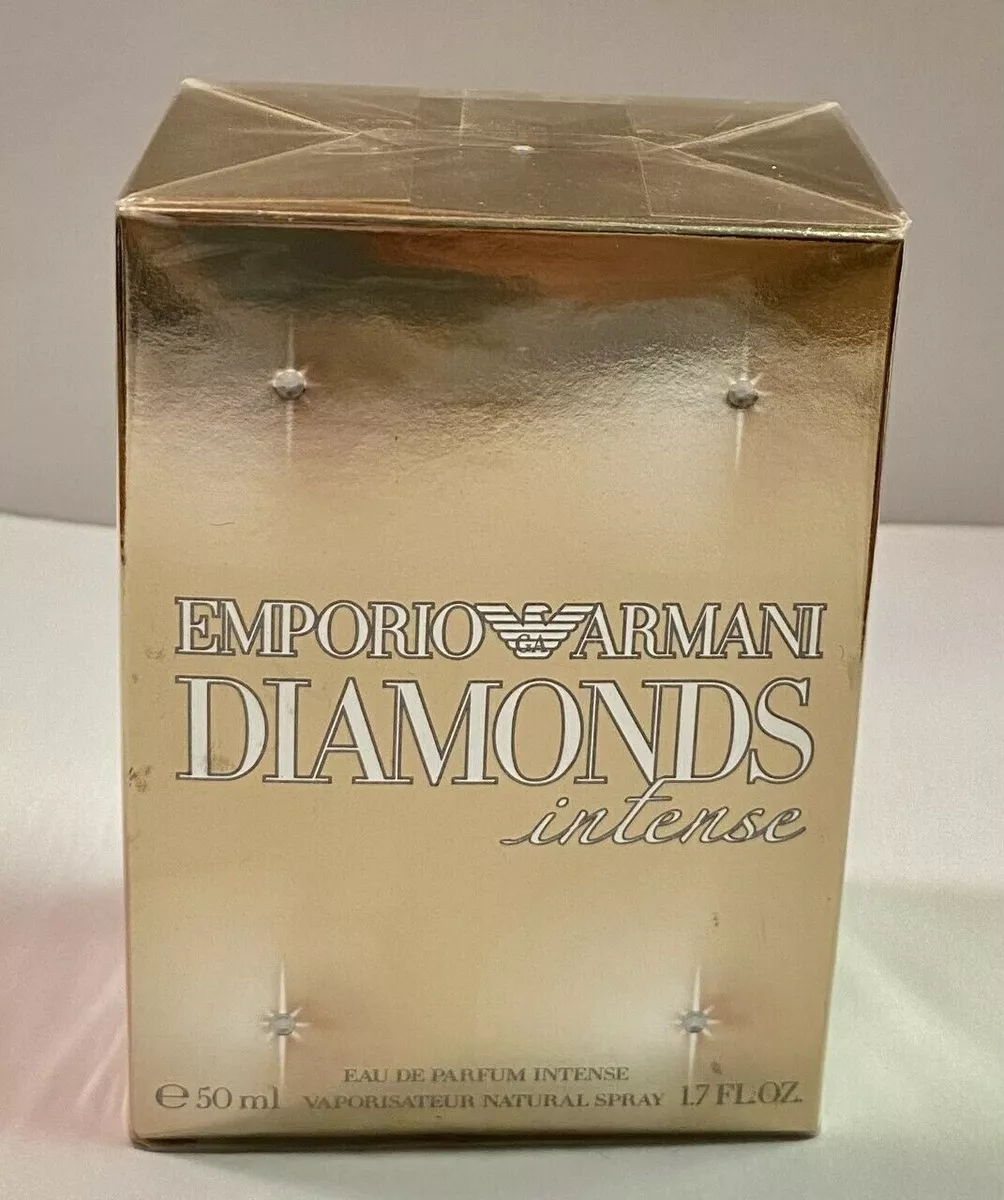 EMPORIO GA ARMANI
DIAMONDS
intense
EAU DE PARFUM INTENSE
℮ 50 ml VAPORISATEUR NATURAL SPRAY 1.7 FL.OZ.